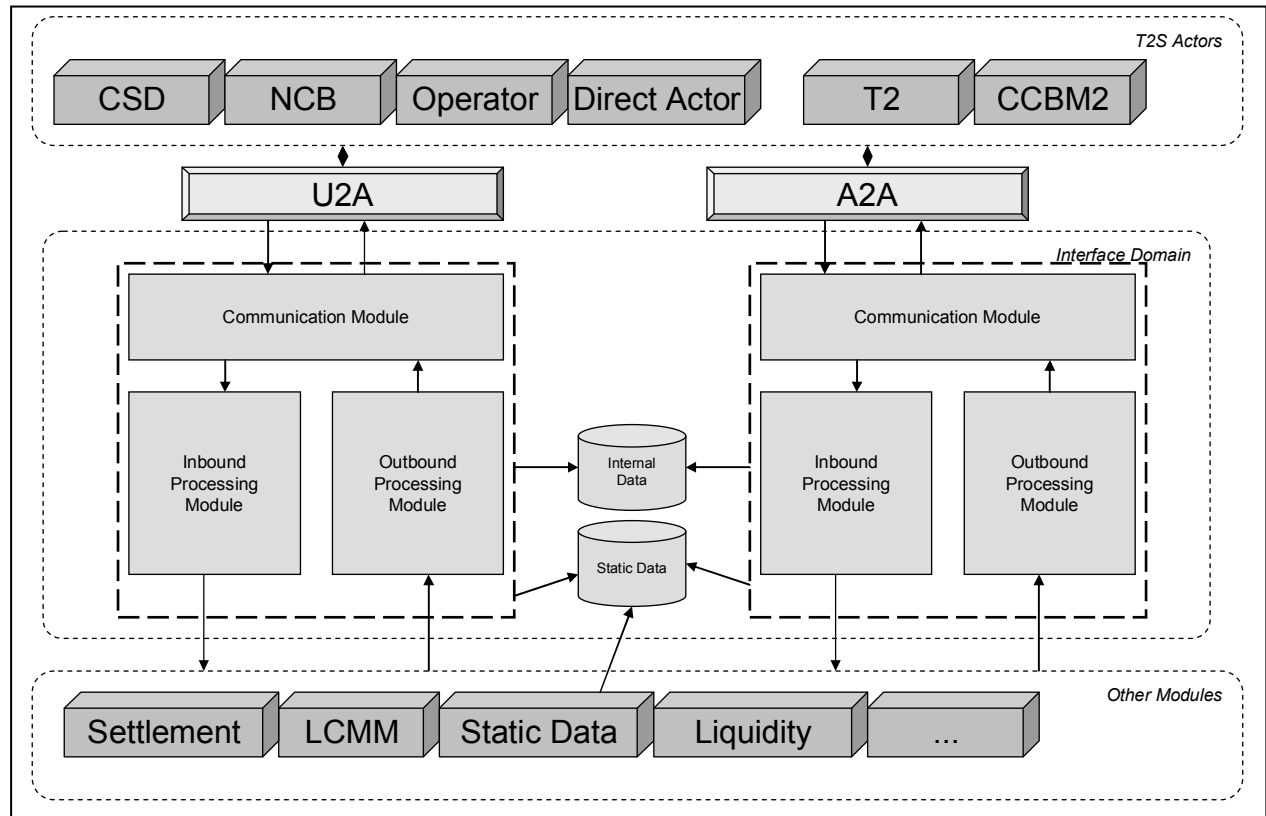 T2S Actors
CSD
NCB
Operator
Direct Actor
T2
CCBM2
U2A
A2A
Interface Domain
Communication Module
Communication Module
Inbound
Processing
Module
Outbound
Processing
Module
Internal
Data
Static Data
Inbound
Processing
Module
Outbound
Processing
Module
Other Modules
Settlement
LCMM
Static Data
Liquidity
...